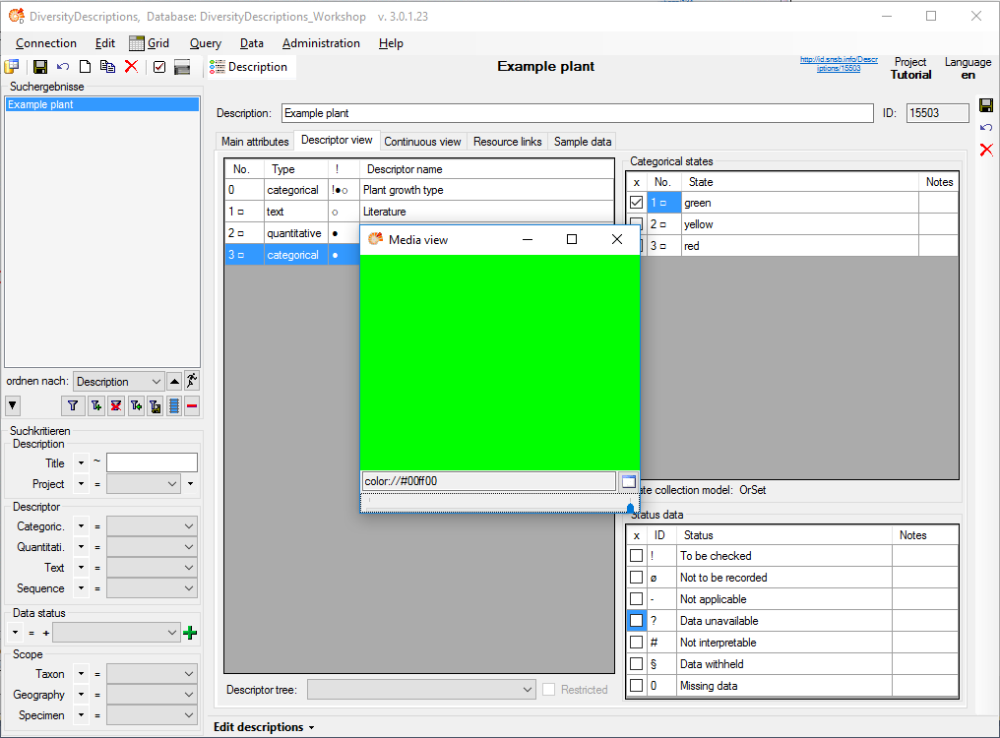 DiversityDescriptions,  Database: DiversityDescriptions_Workshop    v. 3.0.1.23
Connection Edit Grid Query Data Administration Help
Description
Example plant
http://id.snsb.info/Descr
iptions/15503
Project
Tutorial
Language
en
Suchergebnisse
Example plant
ordnen nach: Description
Suchkritieren
Description
Title ~
Project =
Descriptor
Categoric. =
Quantitati. =
Text =
Sequence =
Data status
= +
Scope
Taxon =
Geography =
Specimen =
Description: Example plant ID: 15503
Main attributes Descriptor view Continuous view Resource links Sample data
No. Type ! Descriptor name
0 categorical !●○ Plant growth type
1 □ text ○ Literature
2 □ quantitative ●
3 □ categorical ●
Descriptor tree: Restricted
Media view
color://#00ff00
Categorical states
x No. State Notes
1 □ green
2 □ yellow
3 □ red
collection model: OrSet
Status data
x ID Status Notes
! To be checked
ø Not to be recorded
- Not applicable
? Data unavailable
# Not interpretable
§ Data withheld
0 Missing data
Edit descriptions